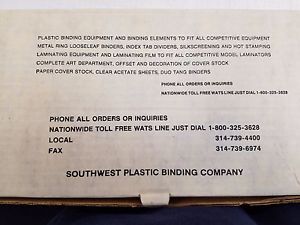 PLASTIC BINDING EQUIPMENT AND BINDING ELEMENTS TO FIT ALL COMPETITIVE EQUIPMENT
METAL RING LOOSELEAF BINDERS, INDEX TAB DIVIDERS, SILKSCREENING AND HOT STAMPING
LAMINATING EQUIPMENT AND LAMINATING FILM TO FIT ALL COMPETITIVE MODEL LAMINATORS
COMPLETE ART DEPARTMENT, OFFSET AND DECORATION OF COVER STOCK
PAPER COVER STOCK, CLEAR ACETATE SHEETS, DUO TANG BINDERS
PHONE ALL ORDERS OR INQUIRIES
NATIONWIDE TOLL FREE WATS LINE JUST DIAL 1-800-325-3628
PHONE ALL ORDERS OR INQUIRIES
NATIONWIDE TOLL FREE WATS LINE JUST DIAL 1-800-325-3628
LOCAL 314-739-4400
FAX 314-739-6974
SOUTHWEST PLASTIC BINDING COMPANY